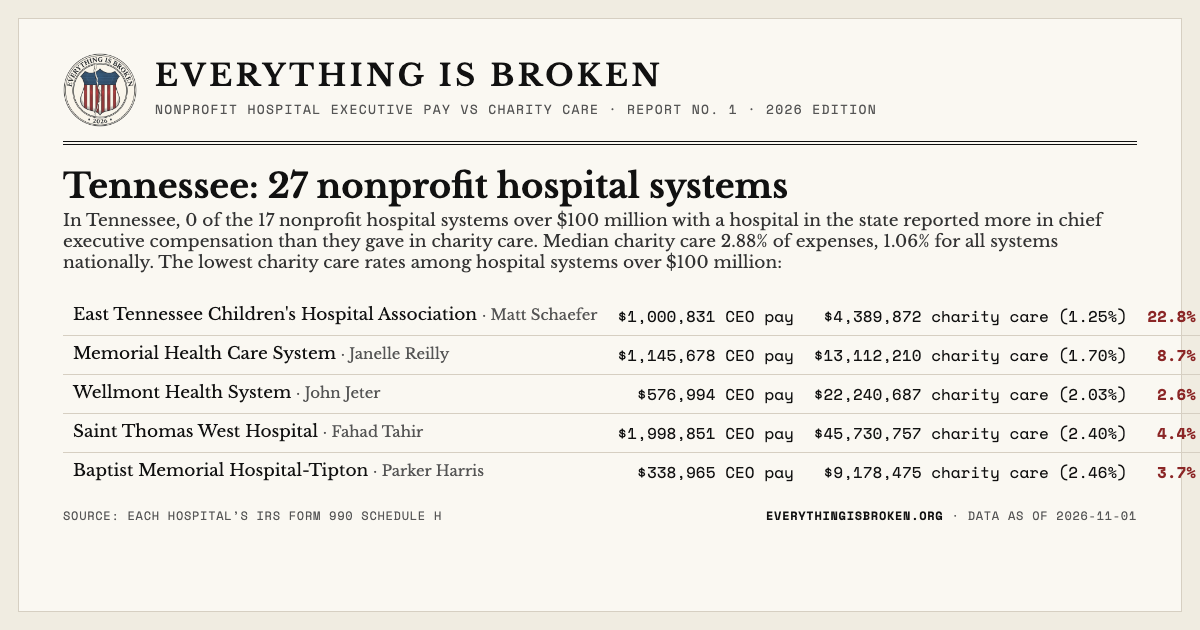 EVERYTHING IS BROKEN
· 2026 ·
EVERYTHING IS BROKEN
NONPROFIT HOSPITAL EXECUTIVE PAY VS CHARITY CARE · REPORT NO. 1 · 2026 EDITION
Tennessee: 27 nonprofit hospital systems
In Tennessee, 0 of the 17 nonprofit hospital systems over $100 million with a hospital in the state reported more in chief
executive compensation than they gave in charity care. Median charity care 2.88% of expenses, 1.06% for all systems
nationally. The lowest charity care rates among hospital systems over $100 million:
East Tennessee Children's Hospital Association · Matt Schaefer $1,000,831 CEO pay $4,389,872 charity care (1.25%) 22.8%
Memorial Health Care System · Janelle Reilly $1,145,678 CEO pay $13,112,210 charity care (1.70%) 8.7%
Wellmont Health System · John Jeter $576,994 CEO pay $22,240,687 charity care (2.03%) 2.6%
Saint Thomas West Hospital · Fahad Tahir $1,998,851 CEO pay $45,730,757 charity care (2.40%) 4.4%
Baptist Memorial Hospital-Tipton · Parker Harris $338,965 CEO pay $9,178,475 charity care (2.46%) 3.7%
SOURCE: EACH HOSPITAL'S IRS FORM 990 SCHEDULE H
EVERYTHINGISBROKEN.ORG · DATA AS OF 2026-11-01